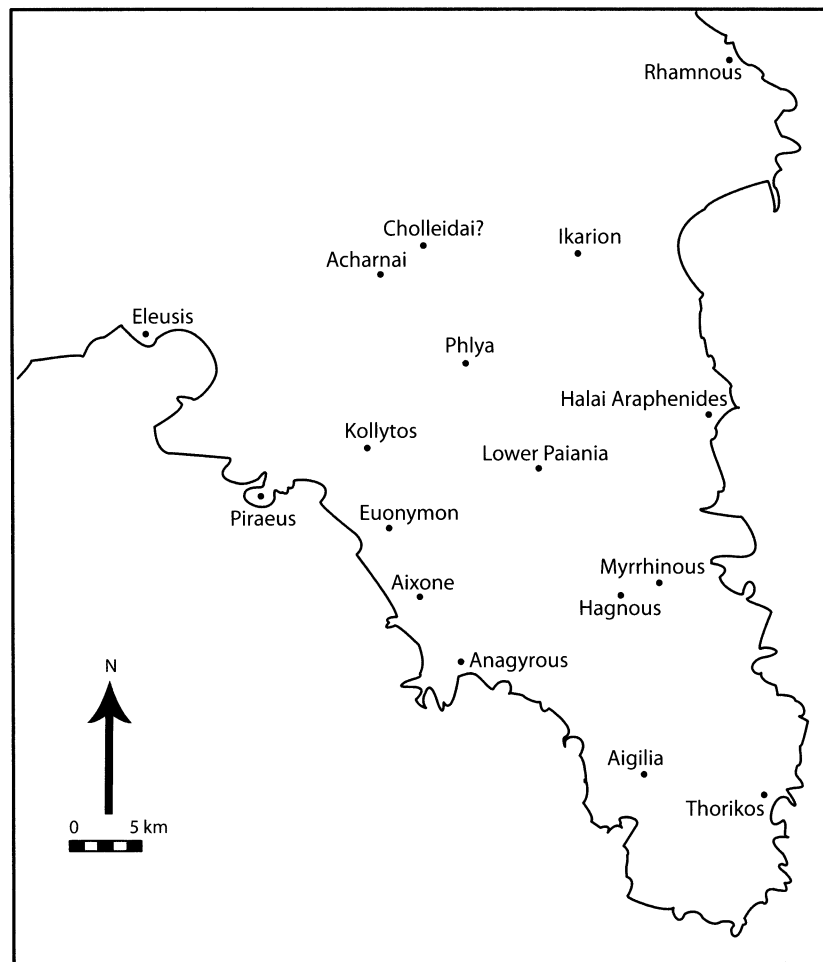 Rhamnous
Cholleidai?
Ikarion
Acharnai
Eleusis
Phlya
Halai Araphenides
Kollytos
Lower Paiania
Piraeus
Euonymon
Myrrhinous
Aixone
Hagnous
Anagyrous
N
Aigilia
Thorikos
0 5 km